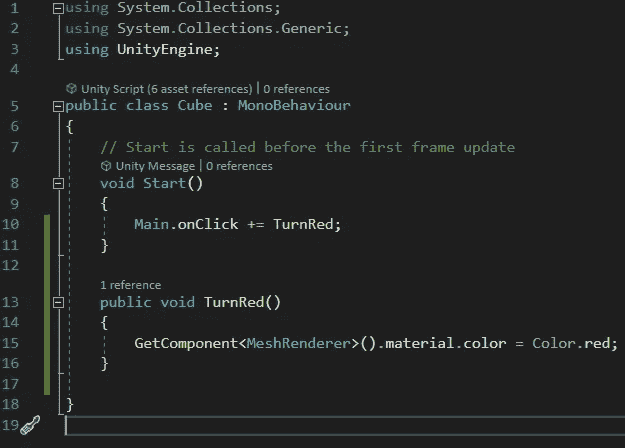 1 using System.Collections;
2 using System.Collections.Generic;
3 using UnityEngine;
4
Unity Script (6 asset references) | 0 references
5 public class Cube : MonoBehaviour
6 {
7 // Start is called before the first frame update
Unity Message | 0 references
8 void Start()
9 {
10 Main.onClick += TurnRed;
11 }
12
1 reference
13 public void TurnRed()
14 {
15 GetComponent<MeshRenderer>().material.color = Color.red;
16 }
17
18 }
19